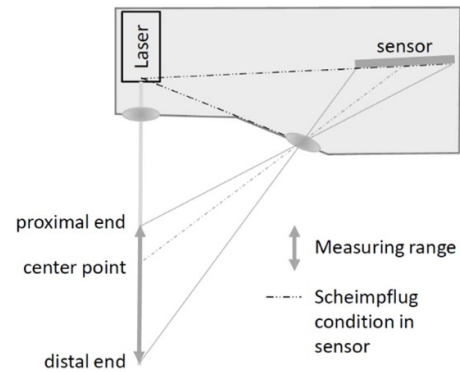 Laser
sensor
proximal end
center point
distal end
Measuring range
Scheimpflug
condition in
sensor